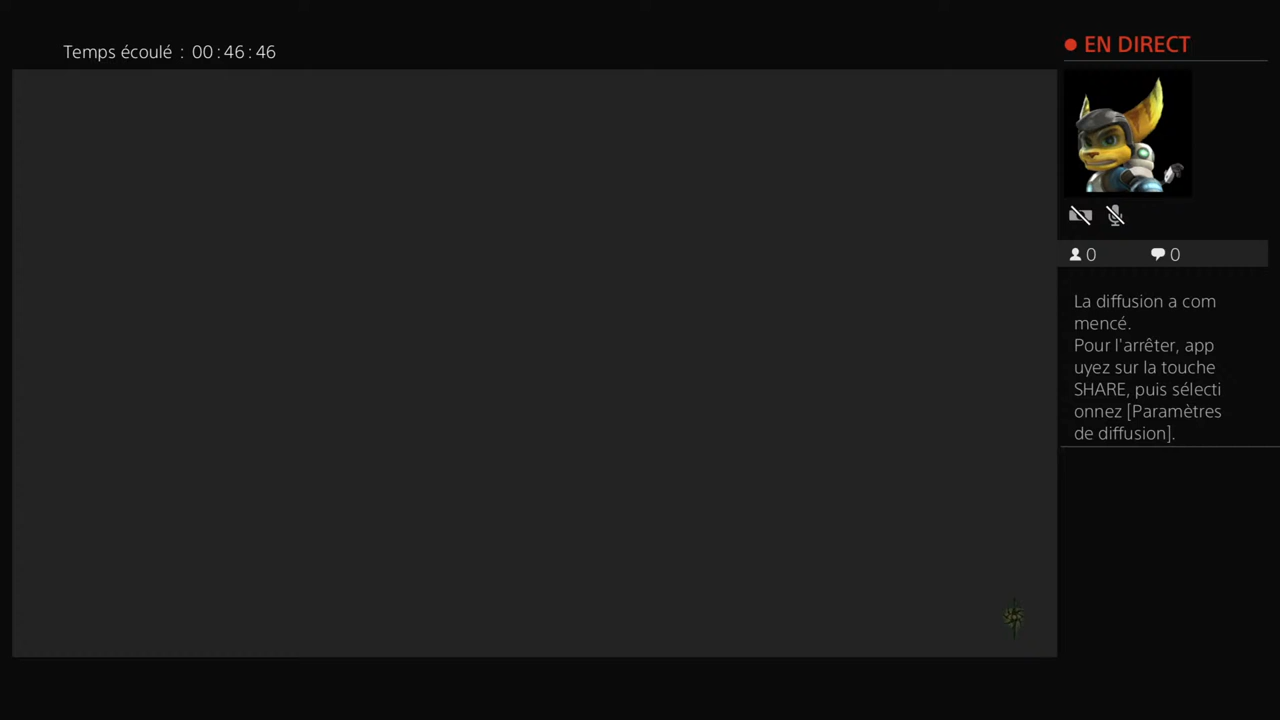 Temps écoulé : 00:46:46
EN DIRECT
0
0
La diffusion a com
mencé.
Pour l'arrêter, app
uyez sur la touche
SHARE, puis sélecti
onnez [Paramètres
de diffusion].